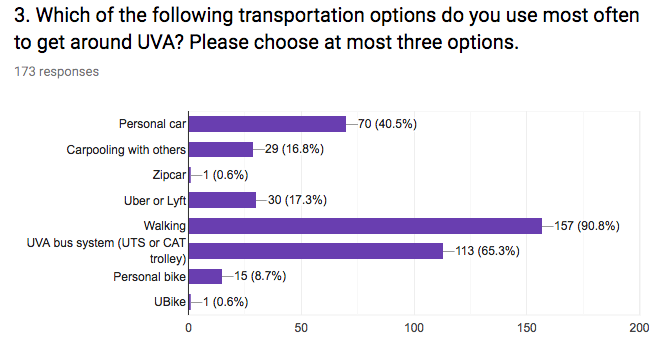 3. Which of the following transportation options do you use most often
to get around UVA? Please choose at most three options.
173 responses
Personal car 70 (40.5%)
Carpooling with others 29 (16.8%)
Zipcar 1 (0.6%)
Uber or Lyft 30 (17.3%)
Walking 157 (90.8%)
UVA bus system (UTS or CAT
trolley) 113 (65.3%)
Personal bike 15 (8.7%)
UBike 1 (0.6%)
0 50 100 150 200